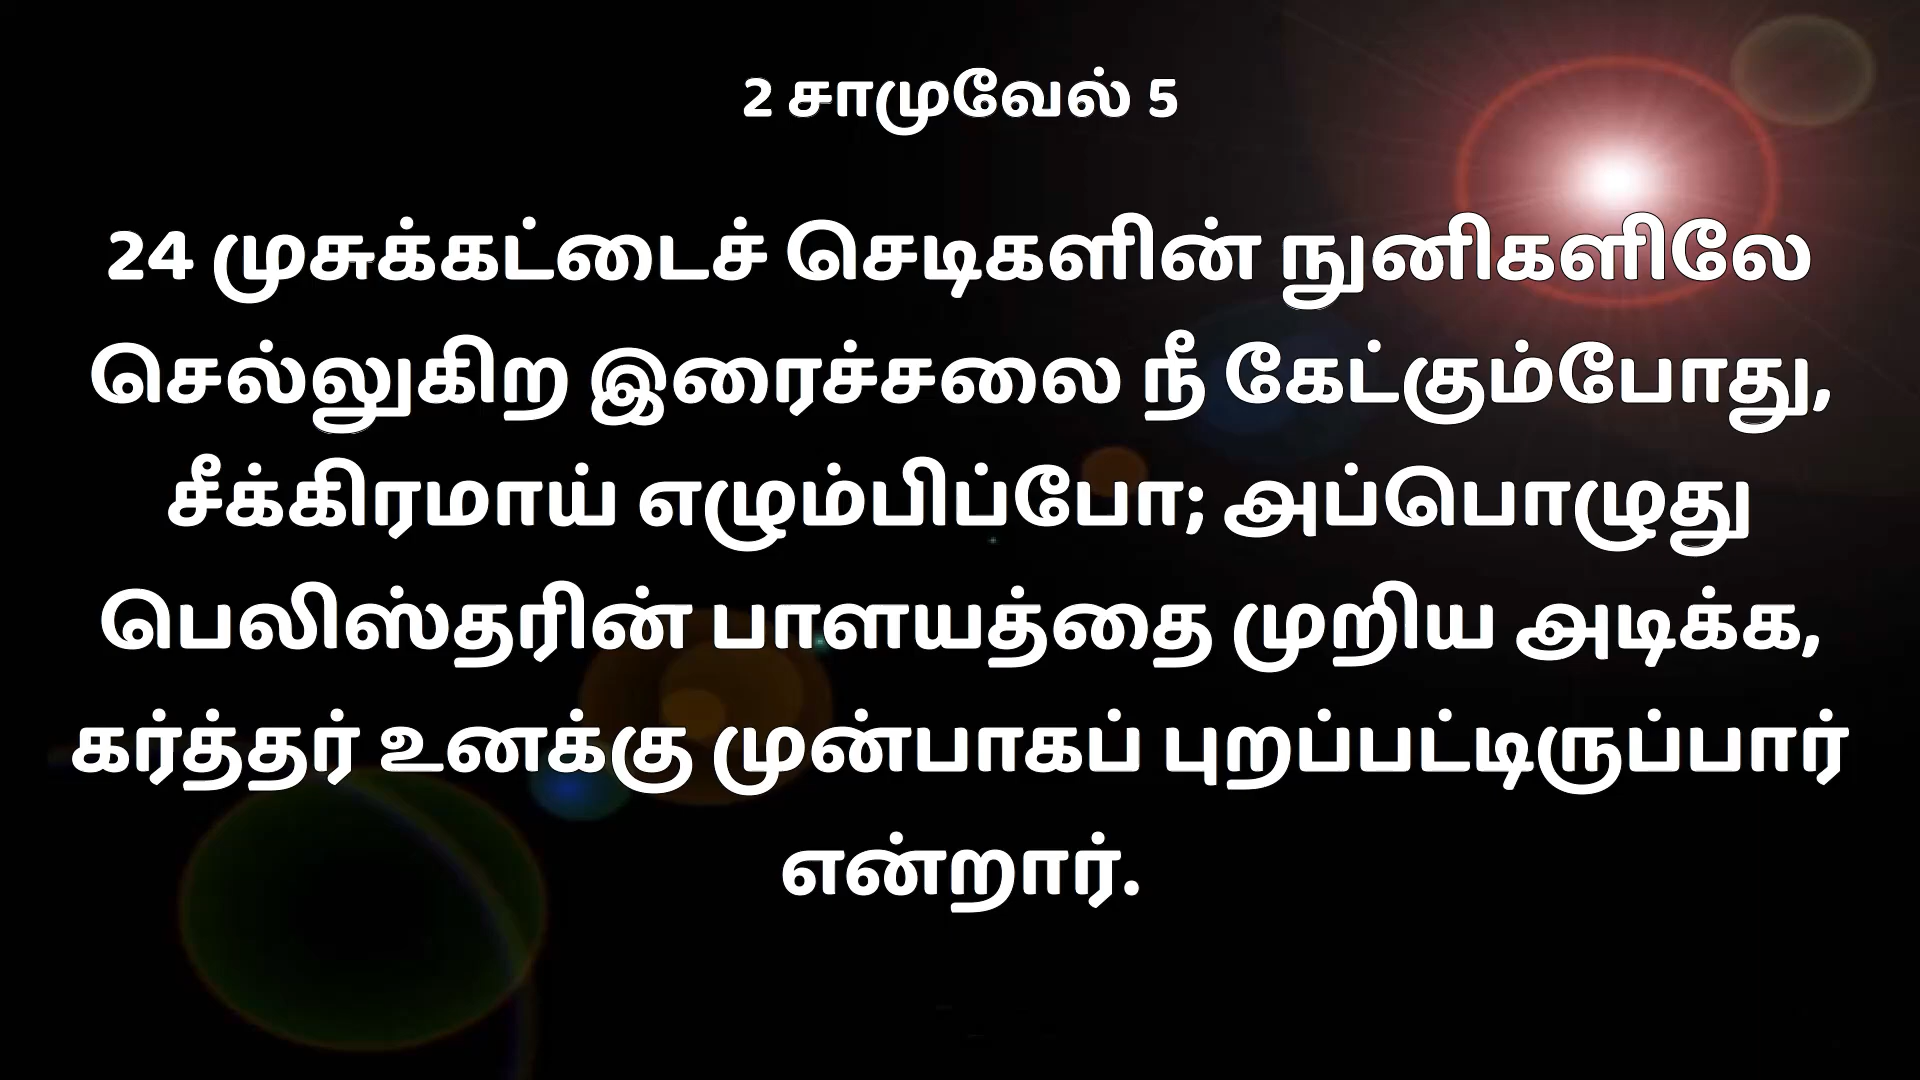 2 சாமுவேல் 5
24 முசுக்கட்டைச் செடிகளின் நுனிகளிலே
செல்லுகிற இரைச்சலை நீ கேட்கும்போது,
சீக்கிரமாய் எழும்பிப்போ; அப்பொழுது
பெலிஸ்தரின் பாளயத்தை முறிய அடிக்க,
கர்த்தர் உனக்கு முன்பாகப் புறப்பட்டிருப்பார்
என்றார்.